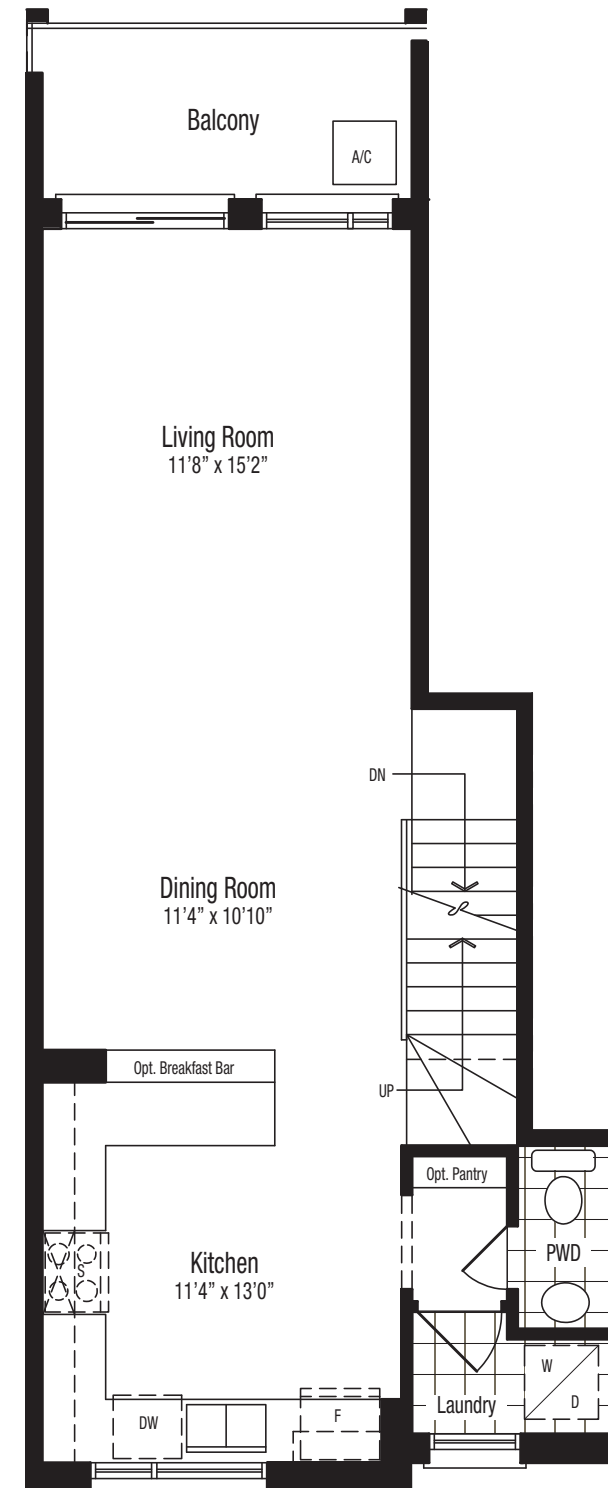 Balcony
A/C
Living Room
11’8” x 15’2”
DN
Dining Room
11’4” x 10’10”
Opt. Breakfast Bar
UP
Opt. Pantry
PWD
Kitchen
11’4” x 13’0”
S
W
D
Laundry
DW
F